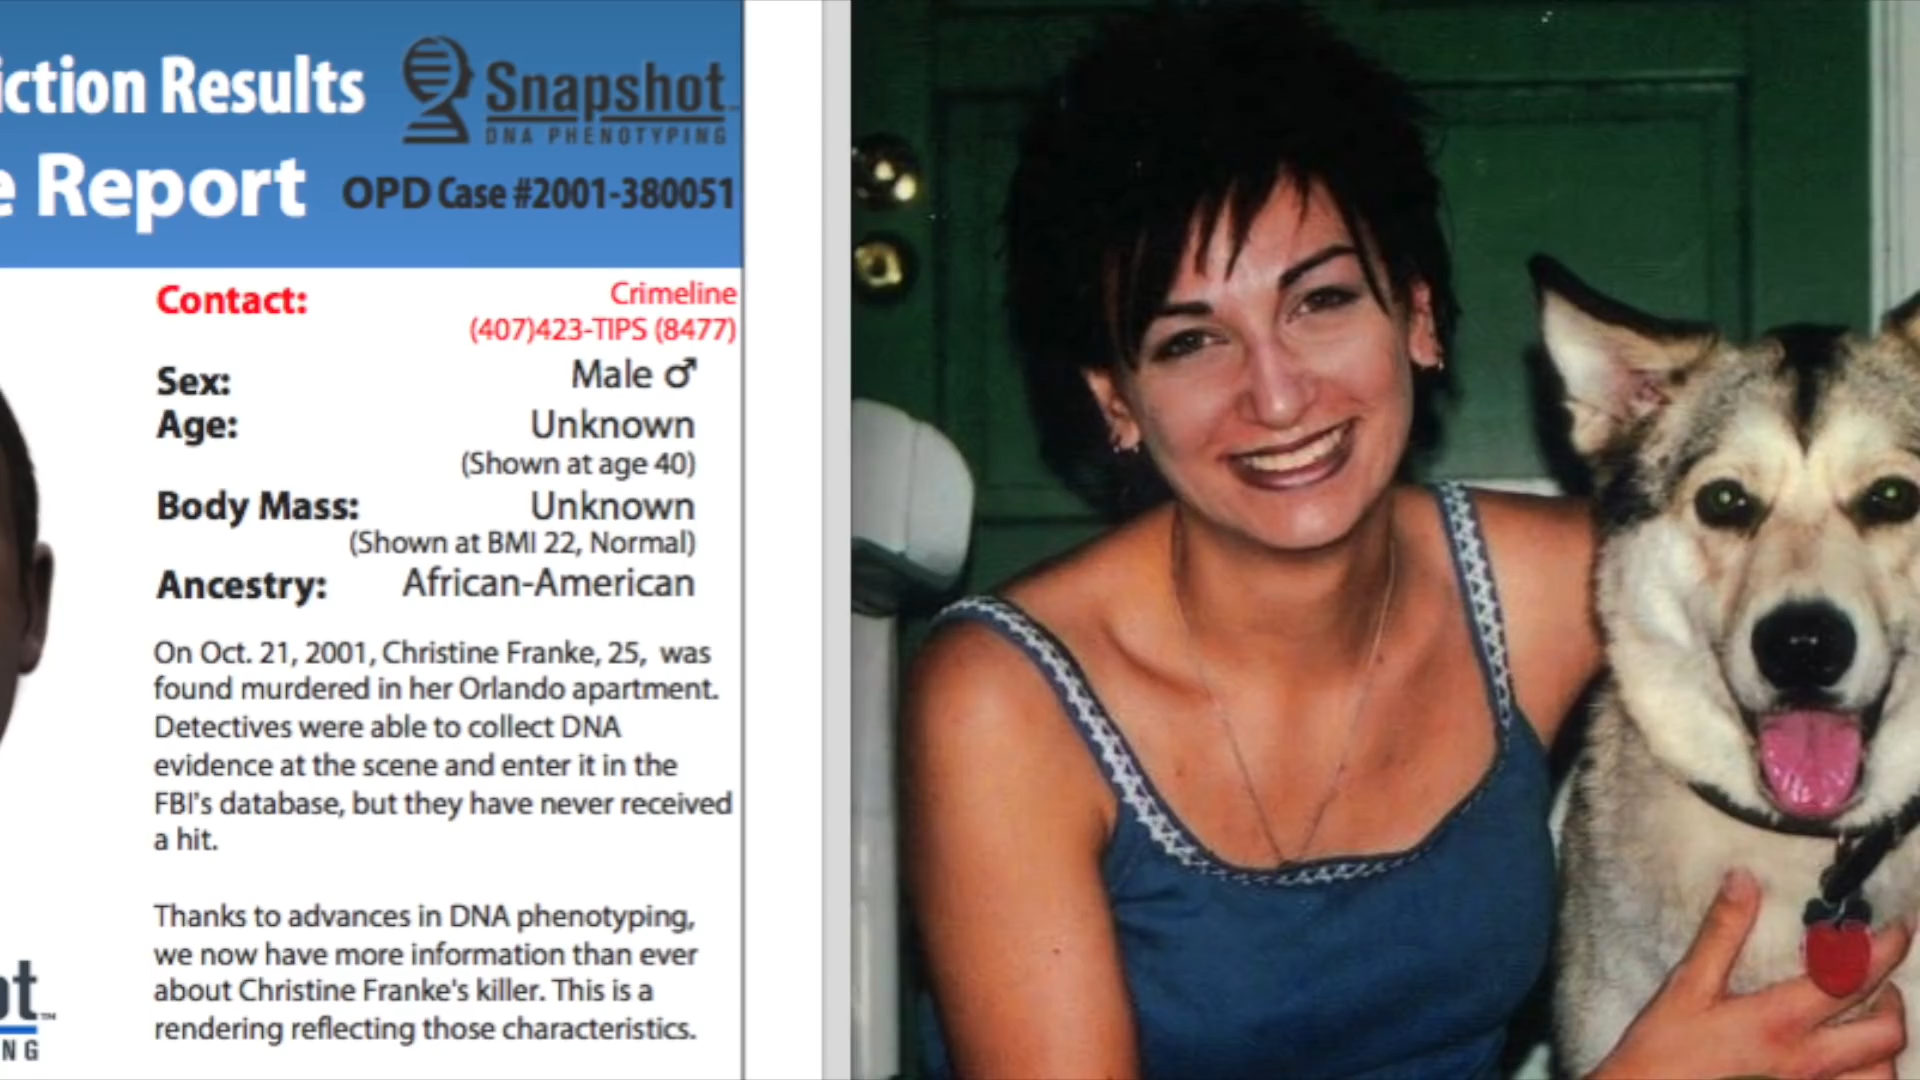 iction Results
Snapshot™
DNA PHENOTYPING
e Report
OPD Case #2001-380051
Contact:
Crimeline
(407)423-TIPS (8477)
Sex:
Male ♂
Age:
Unknown
(Shown at age 40)
Body Mass:
Unknown
(Shown at BMI 22, Normal)
Ancestry:
African-American
On Oct. 21, 2001, Christine Franke, 25, was
found murdered in her Orlando apartment.
Detectives were able to collect DNA
evidence at the scene and enter it in the
FBI's database, but they have never received
a hit.
Thanks to advances in DNA phenotyping,
we now have more information than ever
about Christine Franke's killer. This is a
rendering reflecting those characteristics.
ot™
NG